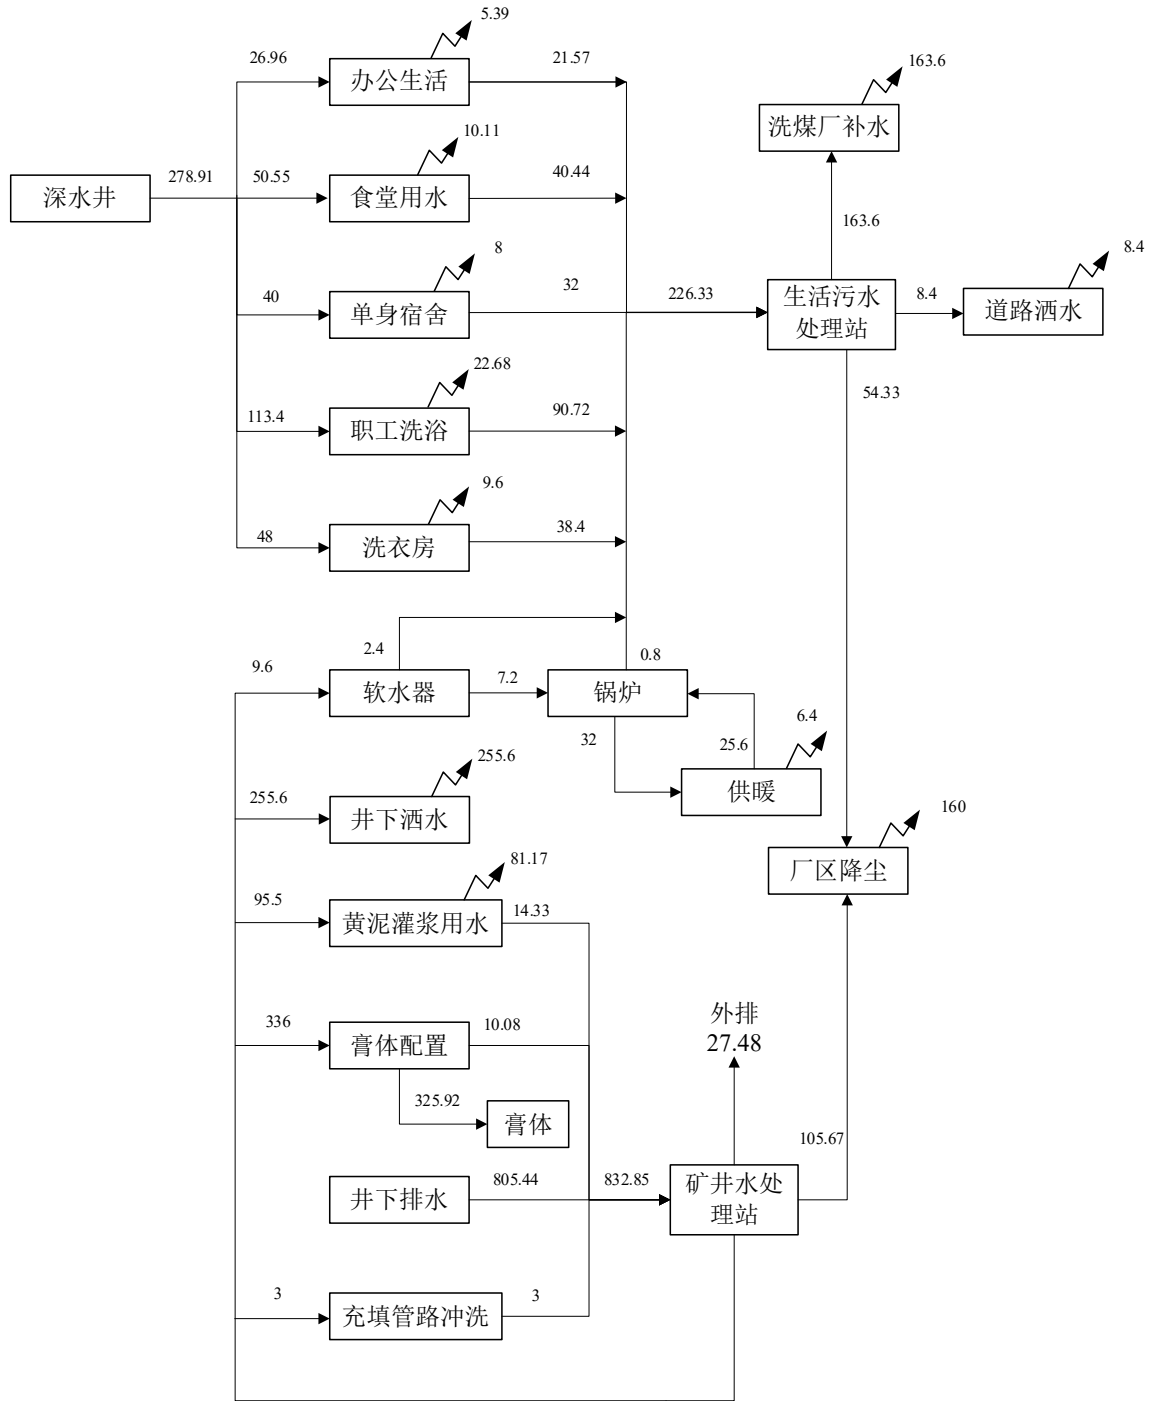 5.39
26.96
办公生活
21.57
163.6
洗煤厂补水
10.11
深水井
278.91
50.55
食堂用水
40.44
163.6
8
8.4
40
单身宿舍
32
226.33
生活污水
处理站
8.4
道路洒水
22.68
54.33
113.4
职工洗浴
90.72
9.6
48
洗衣房
38.4
2.4
0.8
9.6
软水器
7.2
锅炉
32
25.6
6.4
供暖
255.6
255.6
井下洒水
160
厂区降尘
81.17
95.5
黄泥灌浆用水
14.33
外排
27.48
336
膏体配置
10.08
325.92
膏体
105.67
井下排水
805.44
832.85
矿井水处
理站
3
充填管路冲洗
3